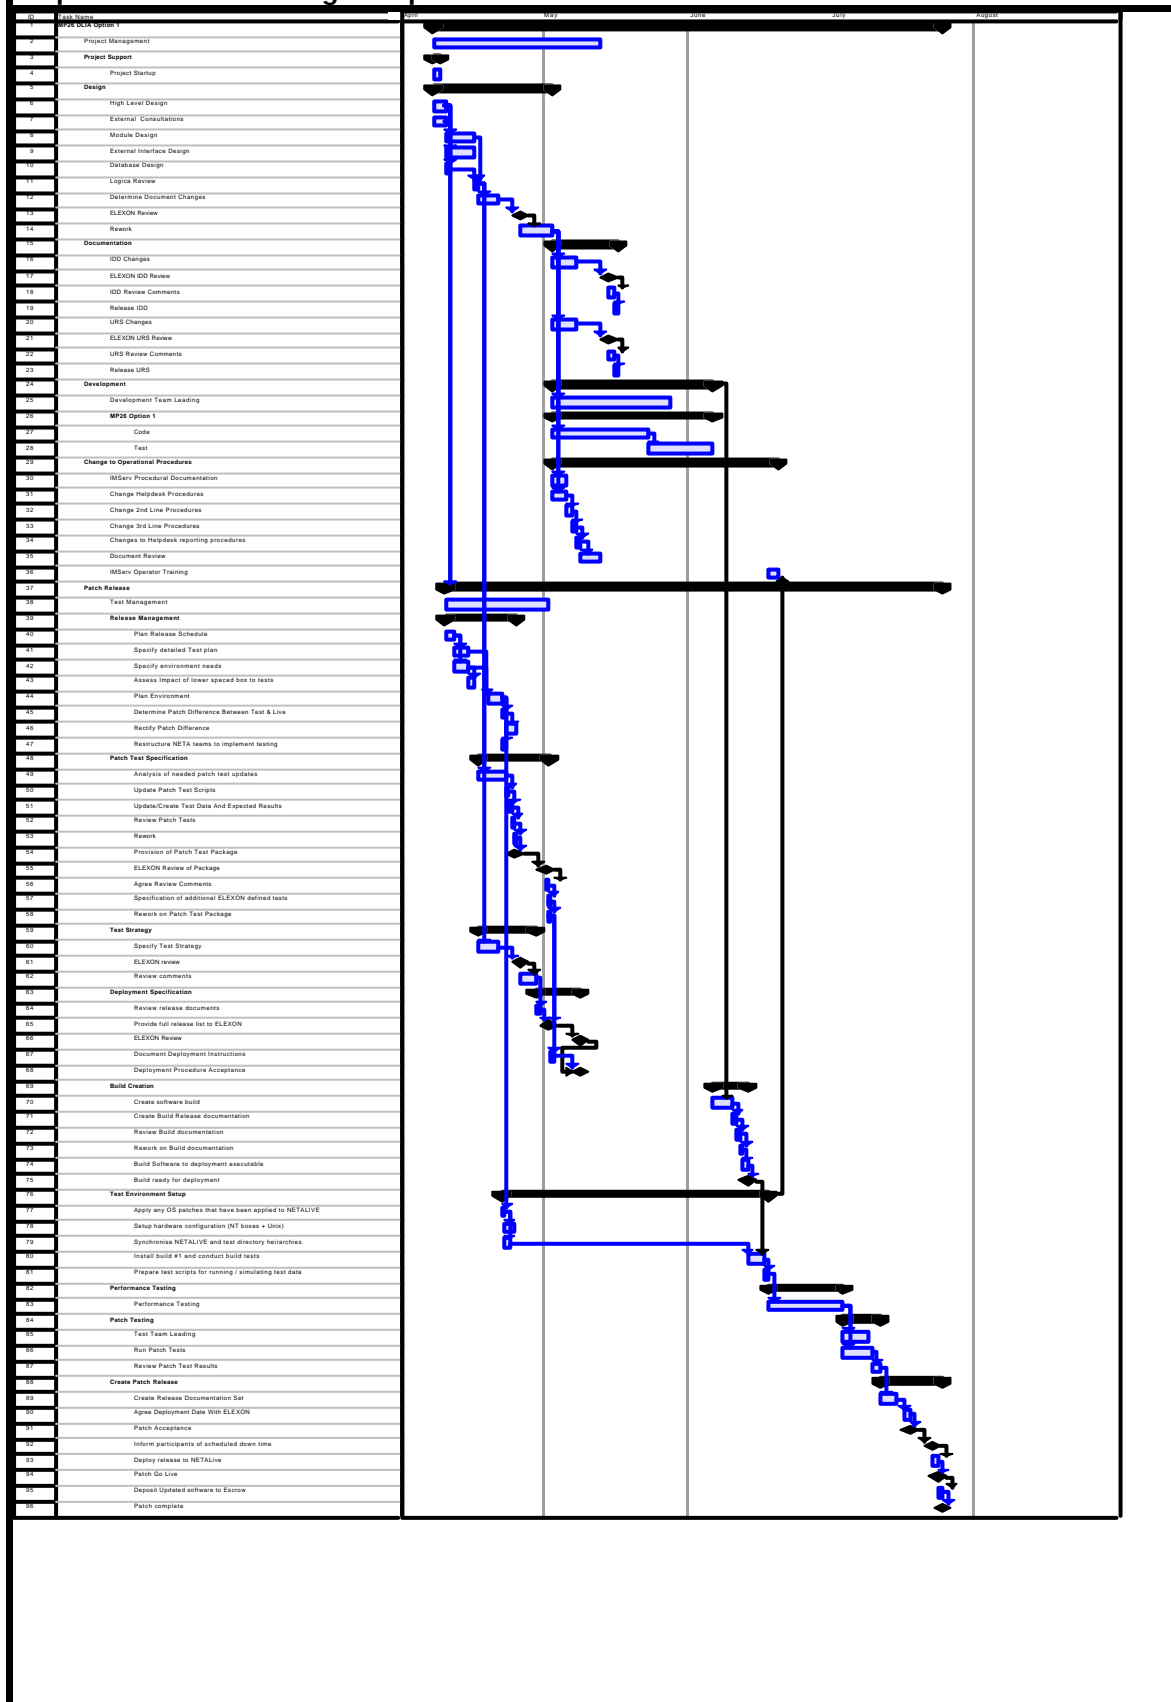 ID Task Name April May June July August
1 MP26 DLIA Option 1
2 Project Management
3 Project Support
4 Project Startup
5 Design
6 High Level Design
7 External Consultations
8 Module Design
9 External Interface Design
10 Database Design
11 Logica Review
12 Determine Document Changes
13 ELEXON Review
14 Rework
15 Documentation
16 IDD Changes
17 ELEXON IDD Review
18 IDD Review Comments
19 Release IDD
20 URS Changes
21 ELEXON URS Review
22 URS Review Comments
23 Release URS
24 Development
25 Development Team Leading
26 MP26 Option 1
27 Code
28 Test
29 Change to Operational Procedures
30 IMServ Procedural Documentation
31 Change Helpdesk Procedures
32 Change 2nd Line Procedures
33 Change 3rd Line Procedures
34 Changes to Helpdesk reporting procedures
35 Document Review
36 IMServ Operator Training
37 Patch Release
38 Test Management
39 Release Management
40 Plan Release Schedule
41 Specify detailed Test plan
42 Specify environment needs
43 Assess Impact of lower speced box to tests
44 Plan Environment
45 Determine Patch Difference Between Test & Live
46 Rectify Patch Difference
47 Restructure NETA teams to implement testing
48 Patch Test Specification
49 Analysis of needed patch test updates
50 Update Patch Test Scripts
51 Update/Create Test Data And Expected Results
52 Review Patch Tests
53 Rework
54 Provision of Patch Test Package
55 ELEXON Review of Package
56 Agree Review Comments
57 Specification of additional ELEXON defined tests
58 Rework on Patch Test Package
59 Test Strategy
60 Specify Test Strategy
61 ELEXON review
62 Review comments
63 Deployment Specification
64 Review release documents
65 Provide full release list to ELEXON
66 ELEXON Review
67 Document Deployment Instructions
68 Deployment Procedure Acceptance
69 Build Creation
70 Create software build
71 Create Build Release documentation
72 Review Build documentation
73 Rework on Build documentation
74 Build Software to deployment executable
75 Build ready for deployment
76 Test Environment Setup
77 Apply any OS patches that have been applied to NETALIVE
78 Setup hardware configuration (NT boxes + Unix)
79 Synchronise NETALIVE and test directory heirarchies
80 Install build #1 and conduct build tests
81 Prepare test scripts for running / simulating test data
82 Performance Testing
83 Performance Testing
84 Patch Testing
85 Test Team Leading
86 Run Patch Tests
87 Review Patch Test Results
88 Create Patch Release
89 Create Release Documentation Set
90 Agree Deployment Date With ELEXON
91 Patch Acceptance
92 Inform participants of scheduled down time
93 Deploy release to NETALive
94 Patch Go Live
95 Deposit Updated software to Escrow
96 Patch complete